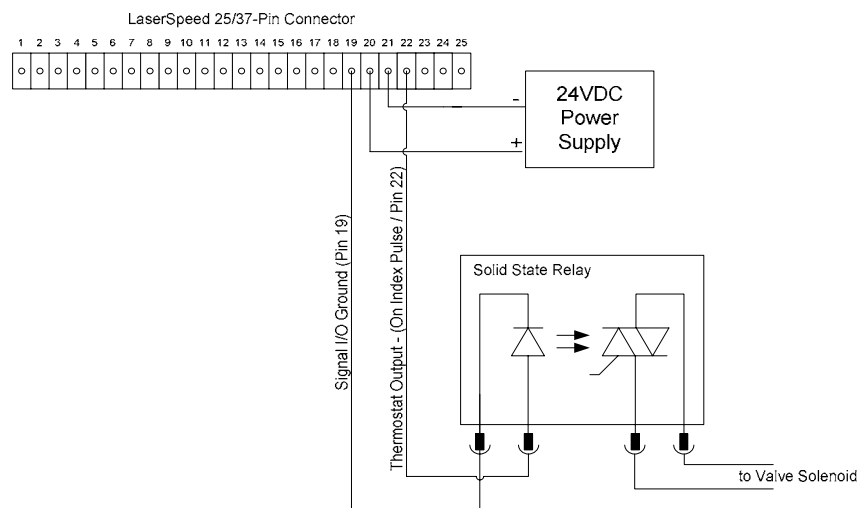 LaserSpeed 25/37-Pin Connector
1 2 3 4 5 6 7 8 9 10 11 12 13 14 15 16 17 18 19 20 21 22 23 24 25
24VDC
Power
Supply
-
+
Signal I/O Ground (Pin 19)
Thermostat Output - (On Index Pulse / Pin 22)
Solid State Relay
to Valve Solenoid